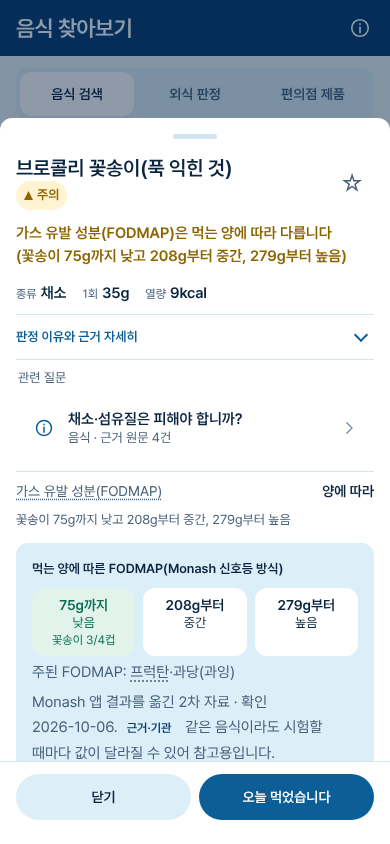 음식 찾아보기
음식 검색
외식 판정
편의점 제품
브로콜리 꽃송이(푹 익힌 것)
▲ 주의
가스 유발 성분(FODMAP)은 먹는 양에 따라 다릅니다
(꽃송이 75g까지 낮고 208g부터 중간, 279g부터 높음)
종류 채소 1회 35g 열량 9kcal
판정 이유와 근거 자세히
관련 질문
채소·섬유질은 피해야 합니까?
음식 · 근거 원문 4건
가스 유발 성분(FODMAP) 양에 따라
꽃송이 75g까지 낮고 208g부터 중간, 279g부터 높음
먹는 양에 따른 FODMAP(Monash 신호등 방식)
75g까지
낮음
꽃송이 3/4컵
208g부터
중간
279g부터
높음
주된 FODMAP: 프럭탄·과당(과잉)
Monash 앱 결과를 옮긴 2차 자료 · 확인
2026-10-06. 근거·기관 같은 음식이라도 시험할
때마다 값이 달라질 수 있어 참고용입니다.
닫기
오늘 먹었습니다